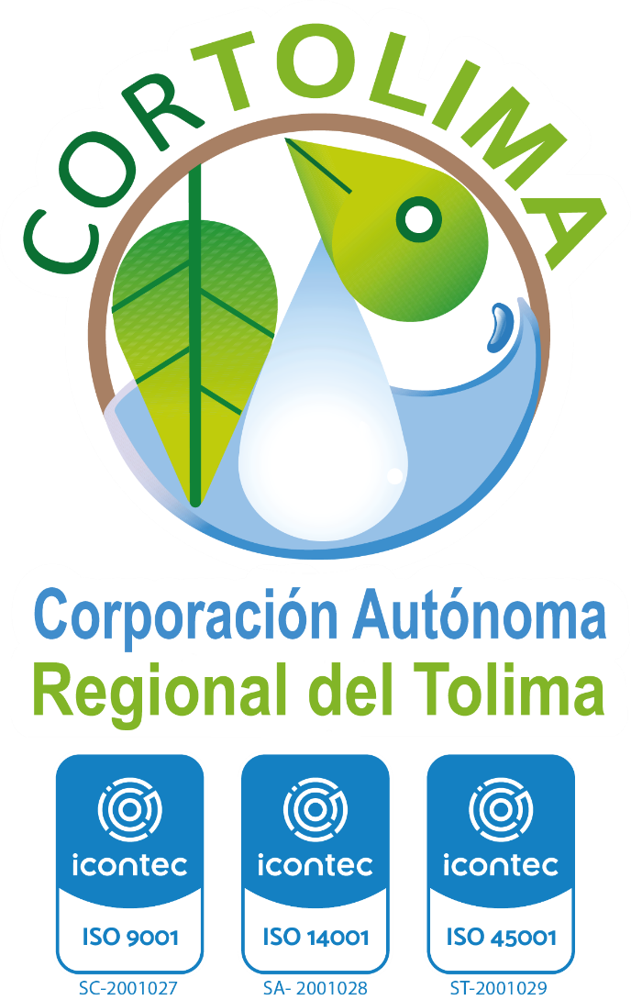 CORTOLIMA
Corporación Autónoma
Regional del Tolima
icontec icontec icontec
ISO 9001 ISO 14001 ISO 45001
SC-2001027 SA- 2001028 ST-2001029